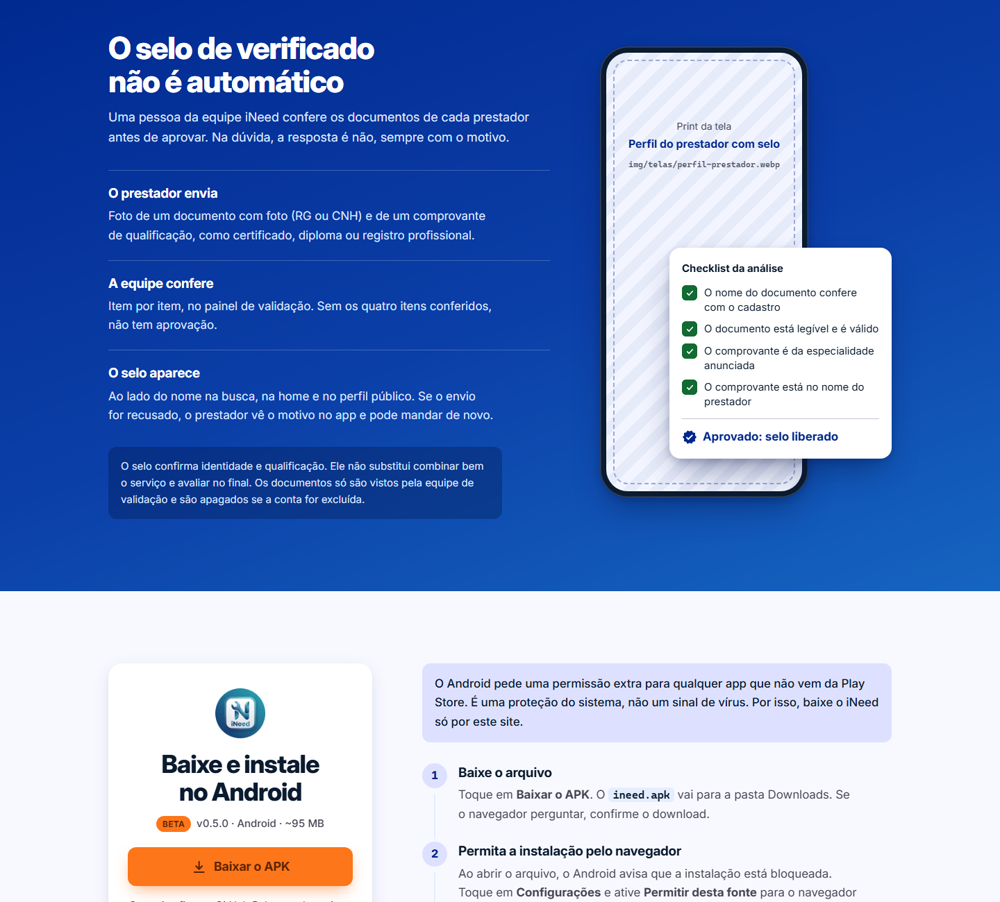 O selo de verificado
não é automático
Uma pessoa da equipe iNeed confere os documentos de cada prestador
antes de aprovar. Na dúvida, a resposta é não, sempre com o motivo.
O prestador envia
Foto de um documento com foto (RG ou CNH) e de um comprovante
de qualificação, como certificado, diploma ou registro profissional.
A equipe confere
Item por item, no painel de validação. Sem os quatro itens conferidos,
não tem aprovação.
O selo aparece
Ao lado do nome na busca, na home e no perfil público. Se o envio
for recusado, o prestador vê o motivo no app e pode mandar de novo.
O selo confirma identidade e qualificação. Ele não substitui combinar bem
o serviço e avaliar no final. Os documentos só são vistos pela equipe de
validação e são apagados se a conta for excluída.
Print da tela
Perfil do prestador com selo
img/telas/perfil-prestador.webp
Checklist da análise
O nome do documento confere
com o cadastro
O documento está legível e é válido
O comprovante é da especialidade
anunciada
O comprovante está no nome do
prestador
Aprovado: selo liberado
iNeed
Baixe e instale
no Android
BETA v0.5.0 · Android · ~95 MB
Baixar o APK
O Android pede uma permissão extra para qualquer app que não vem da Play
Store. É uma proteção do sistema, não um sinal de vírus. Por isso, baixe o iNeed
só por este site.
1 Baixe o arquivo
Toque em Baixar o APK. O ineed.apk vai para a pasta Downloads. Se
o navegador perguntar, confirme o download.
2 Permita a instalação pelo navegador
Ao abrir o arquivo, o Android avisa que a instalação está bloqueada.
Toque em Configurações e ative Permitir desta fonte para o navegador